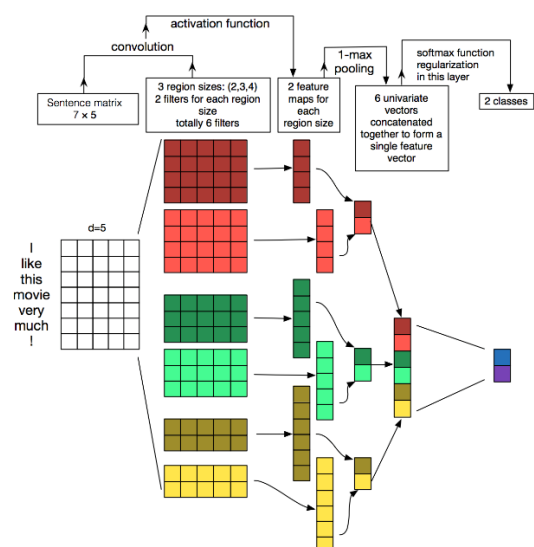 activation function
convolution
1-max
pooling
softmax function
regularization
in this layer
Sentence matrix
7 × 5
3 region sizes: (2,3,4)
2 filters for each region
size
totally 6 filters
2 feature
maps for
each
region size
6 univariate
vectors
concatenated
together to form a
single feature
vector
2 classes
d=5
I
like
this
movie
very
much
!